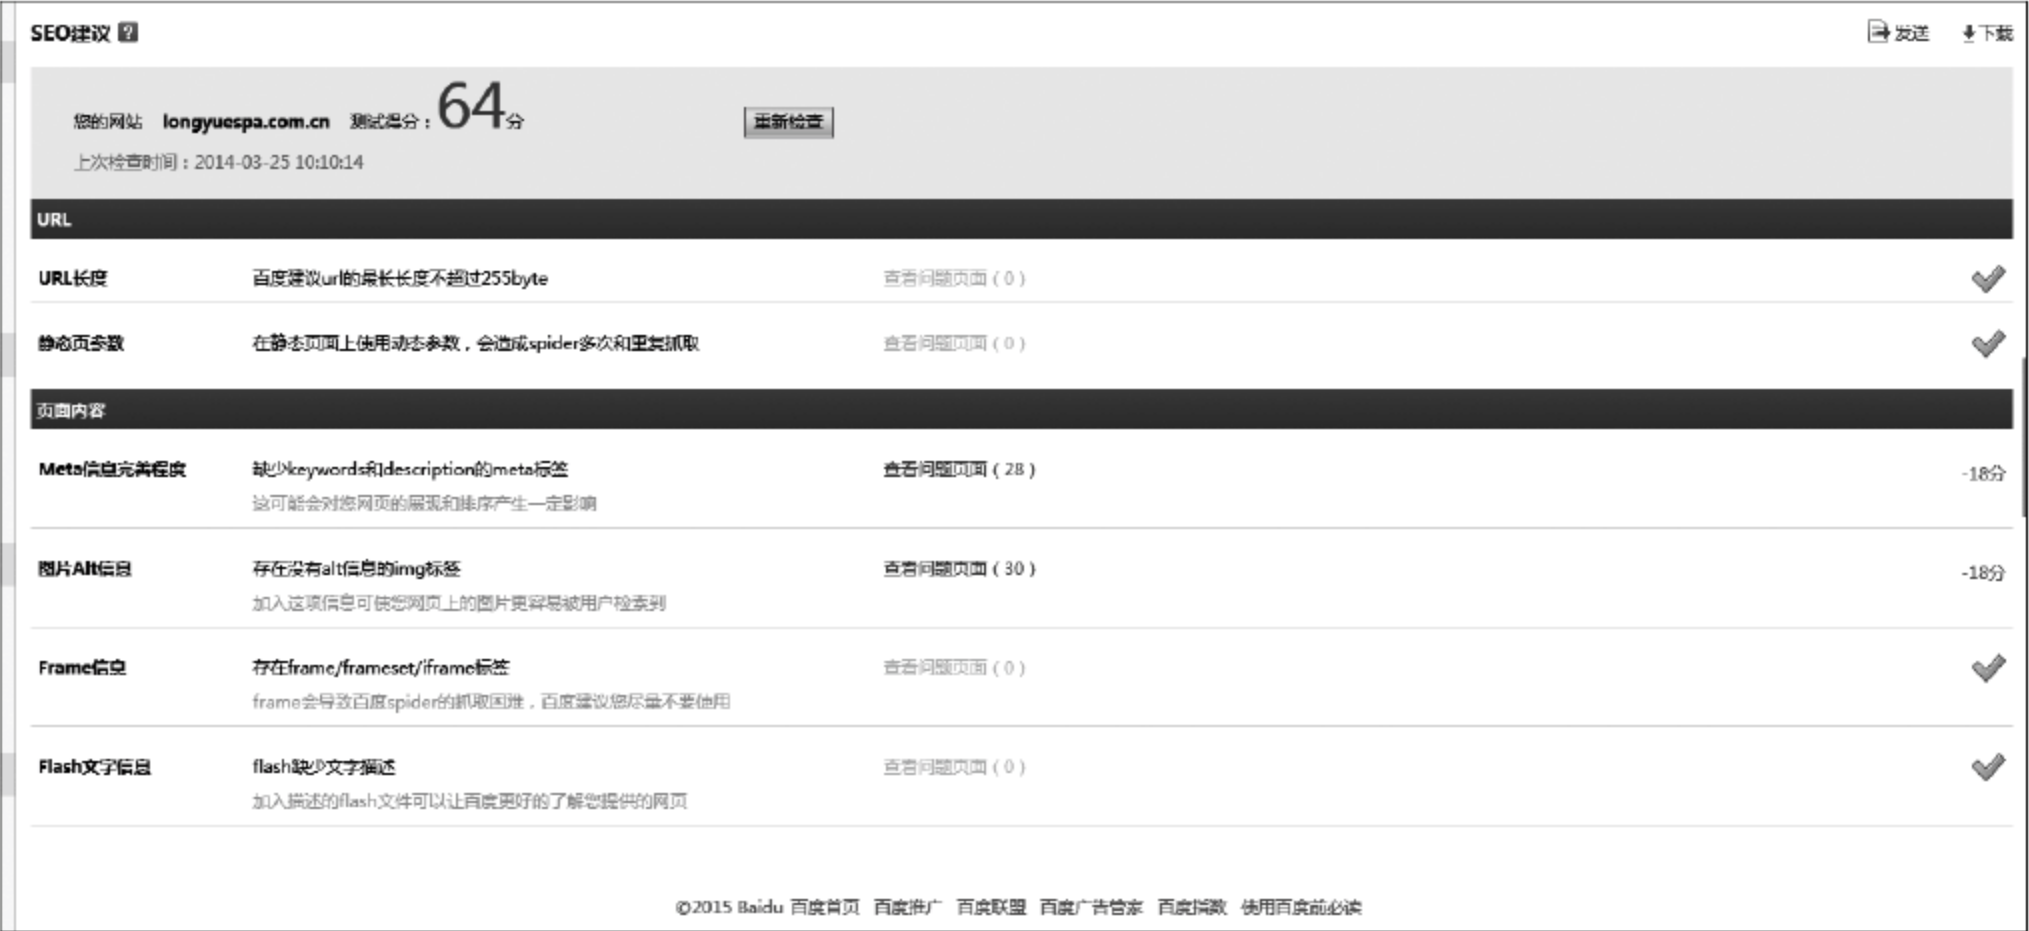 SEO建议 ? 发送 下载
您的网站 longyuespa.com.cn 测试得分：64分 重新检查
上次检查时间：2014-03-25 10:10:14
URL
URL长度 百度建议url的最长长度不超过255byte 查看问题页面（0）
静态页参数 在静态页面上使用动态参数，会造成spider多次和重复抓取 查看问题页面（0）
页面内容
Meta信息完善程度 缺少keywords和description的meta标签 查看问题页面（28） -18分
这可能会对您网页的展现和排序产生一定影响
图片Alt信息 存在没有alt信息的img标签 查看问题页面（30） -18分
加入这项信息可使您网页上的图片更容易被用户检索到
Frame信息 存在frame/frameset/iframe标签 查看问题页面（0）
frame会导致百度spider的抓取困难，百度建议您尽量不要使用
Flash文字信息 flash缺少文字描述 查看问题页面（0）
加入描述的flash文件可以让百度更好的了解您提供的网页
©2015 Baidu 百度首页 百度推广 百度联盟 百度广告管家 百度指数 使用百度前必读